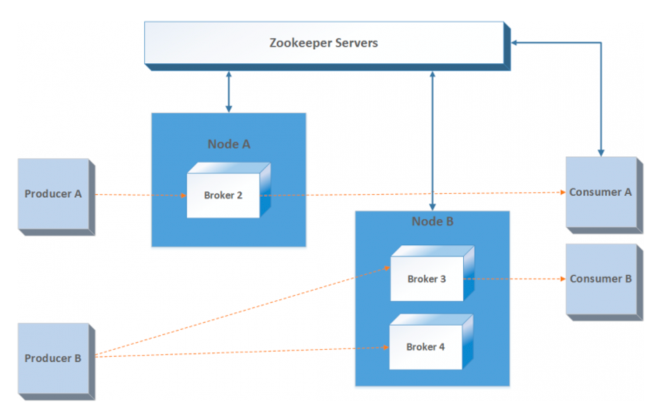 Zookeeper Servers
Node A
Producer A
Broker 2
Consumer A
Node B
Broker 3
Consumer B
Broker 4
Producer B